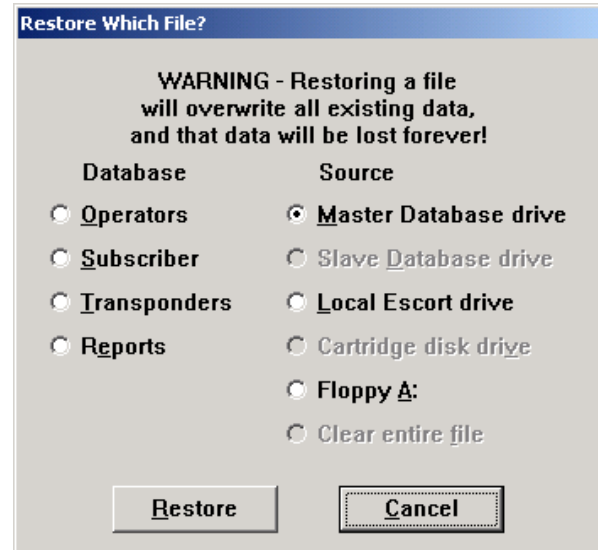 Restore Which File?
WARNING - Restoring a file
will overwrite all existing data,
and that data will be lost forever!
Database
Source
Operators
Master Database drive
Subscriber
Slave Database drive
Transponders
Local Escort drive
Reports
Cartridge disk drive
Floppy A:
Clear entire file
Restore
Cancel